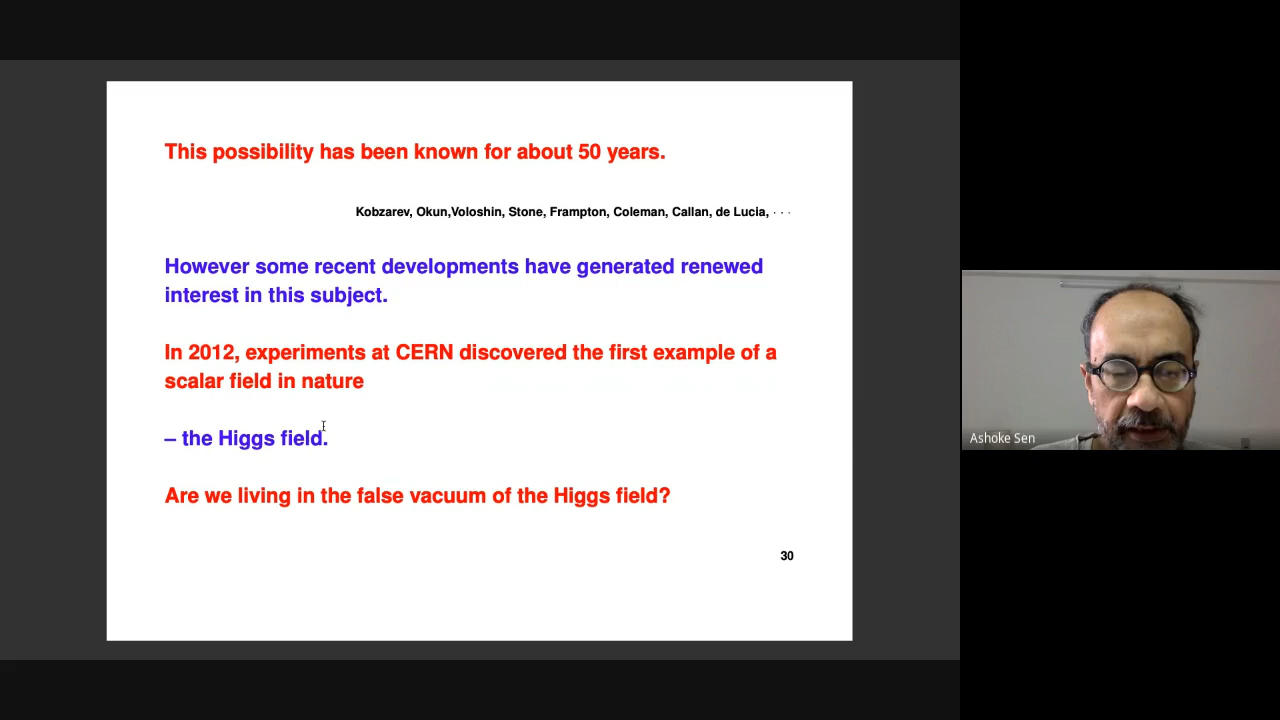 This possibility has been known for about 50 years.
Kobzarev, Okun,Voloshin, Stone, Frampton, Coleman, Callan, de Lucia, · · ·
However some recent developments have generated renewed
interest in this subject.
In 2012, experiments at CERN discovered the first example of a
scalar field in nature
– the Higgs field.
Are we living in the false vacuum of the Higgs field?
30
Ashoke Sen